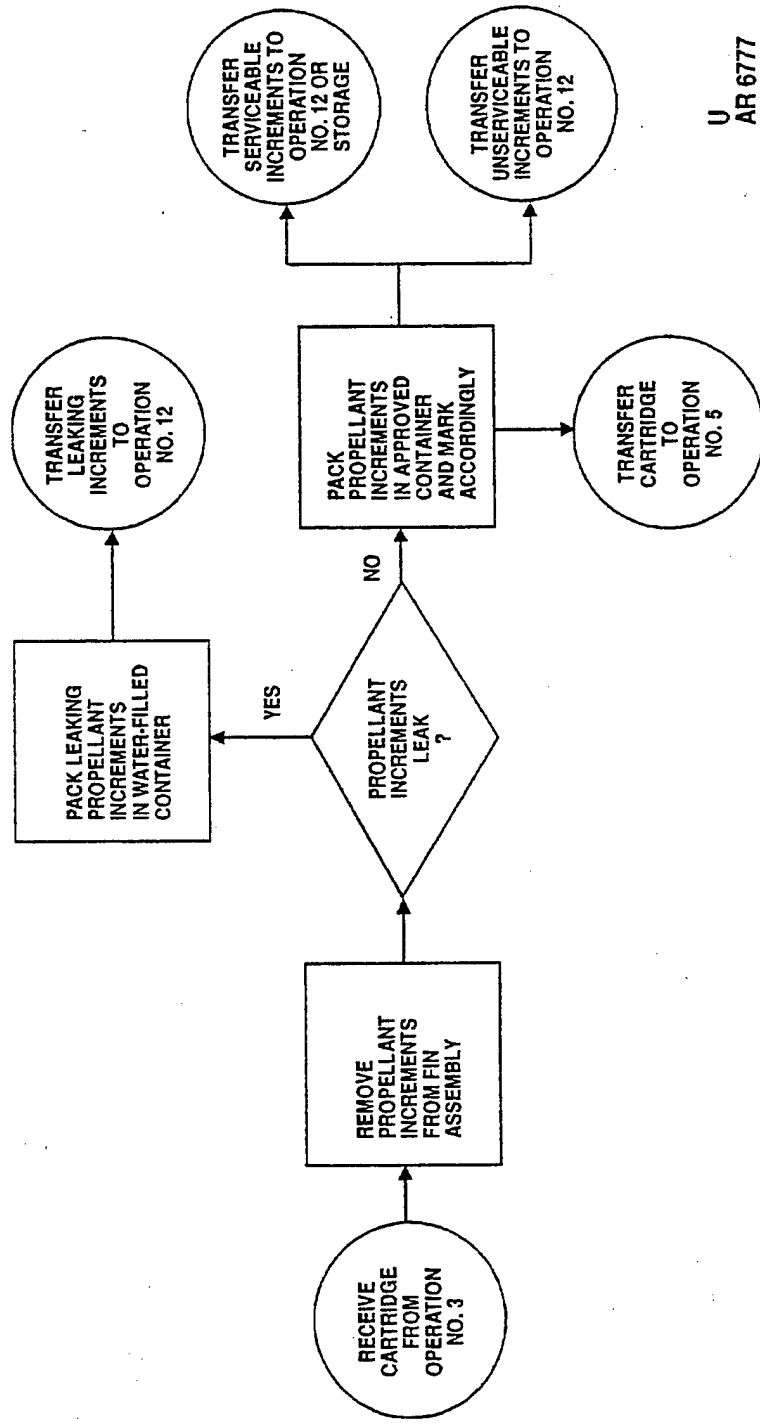 RECEIVE
CARTRIDGE
FROM
OPERATION
NO. 3
REMOVE
PROPELLANT
INCREMENTS
FROM FIN
ASSEMBLY
PROPELLANT
INCREMENTS
LEAK
?
YES
PACK LEAKING
PROPELLANT
INCREMENTS
IN WATER-FILLED
CONTAINER
TRANSFER
LEAKING
INCREMENTS
TO
OPERATION
NO. 12
NO
PACK
PROPELLANT
INCREMENTS
IN APPROVED
CONTAINER
AND MARK
ACCORDINGLY
TRANSFER
SERVICEABLE
INCREMENTS TO
OPERATION
NO. 12 OR
STORAGE
TRANSFER
UNSERVICEABLE
INCREMENTS TO
OPERATION
NO. 12
TRANSFER
CARTRIDGE
TO
OPERATION
NO. 5
U
AR 6777